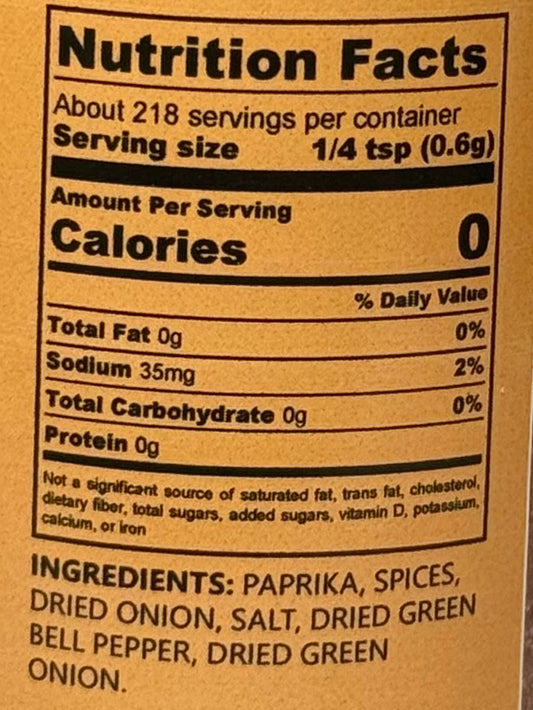 Nutrition Facts
About 218 servings per container
Serving size 1/4 tsp (0.6g)
Amount Per Serving
Calories 0
% Daily Value
Total Fat 0g 0%
Sodium 35mg 2%
Total Carbohydrate 0g 0%
Protein 0g
Not a significant source of saturated fat, trans fat, cholesterol,
dietary fiber, total sugars, added sugars, vitamin D, potassium,
calcium, or iron
INGREDIENTS: PAPRIKA, SPICES,
DRIED ONION, SALT, DRIED GREEN
BELL PEPPER, DRIED GREEN
ONION.